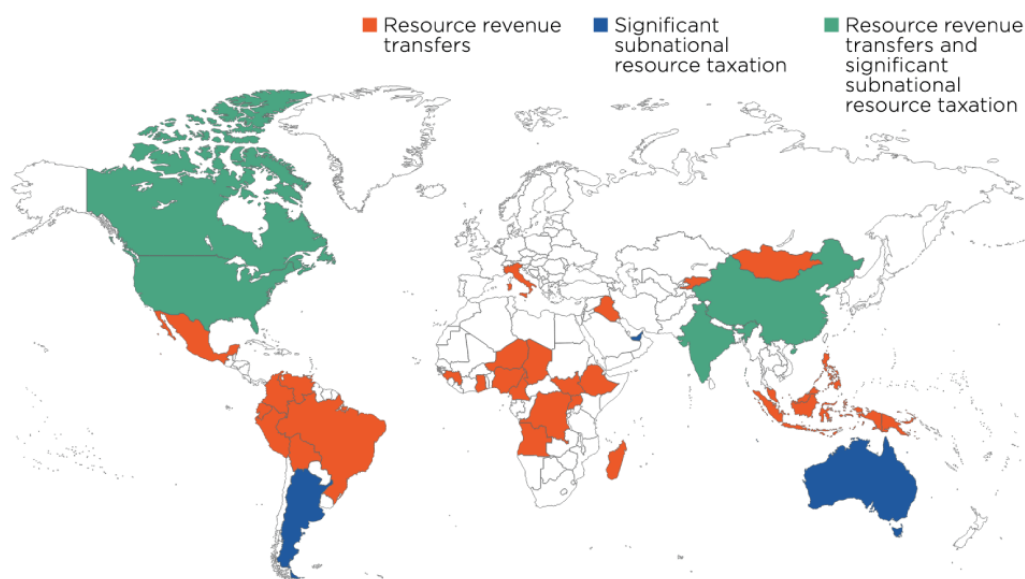 Resource revenue
transfers
Significant
subnational
resource taxation
Resource revenue
transfers and
significant
subnational
resource taxation